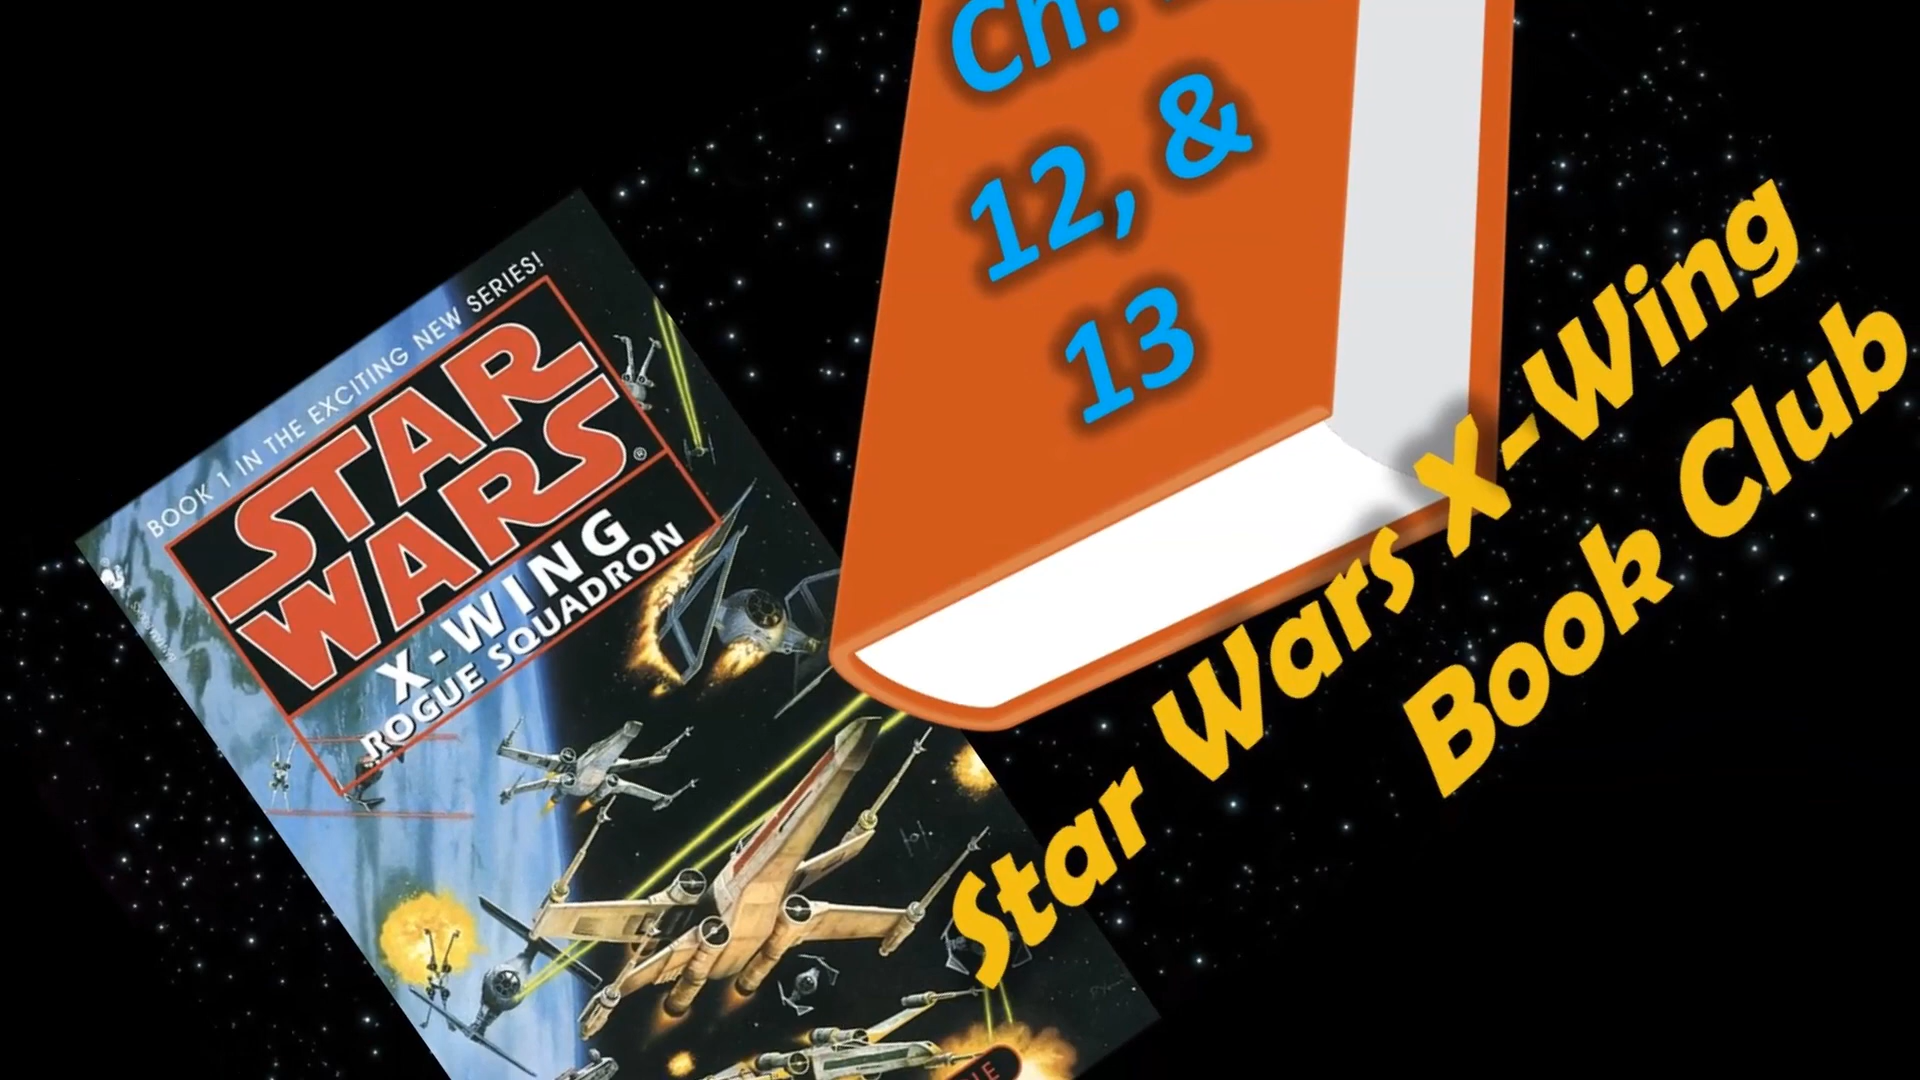 BOOK 1 IN THE EXCITING NEW SERIES!
STAR
WARS®
X-WING
ROGUE SQUADRON
Ch.
12, &
13
Star Wars X-Wing
Book Club